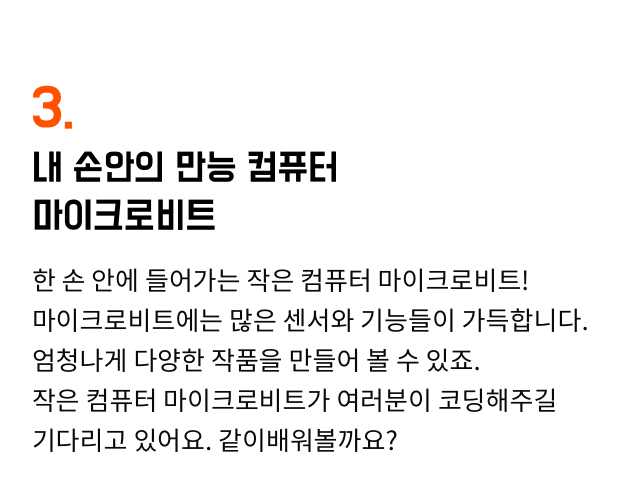 3.
내 손안의 만능 컴퓨터
마이크로비트
한 손 안에 들어가는 작은 컴퓨터 마이크로비트!
마이크로비트에는 많은 센서와 기능들이 가득합니다.
엄청나게 다양한 작품을 만들어 볼 수 있죠.
작은 컴퓨터 마이크로비트가 여러분이 코딩해주길
기다리고 있어요. 같이배워볼까요?